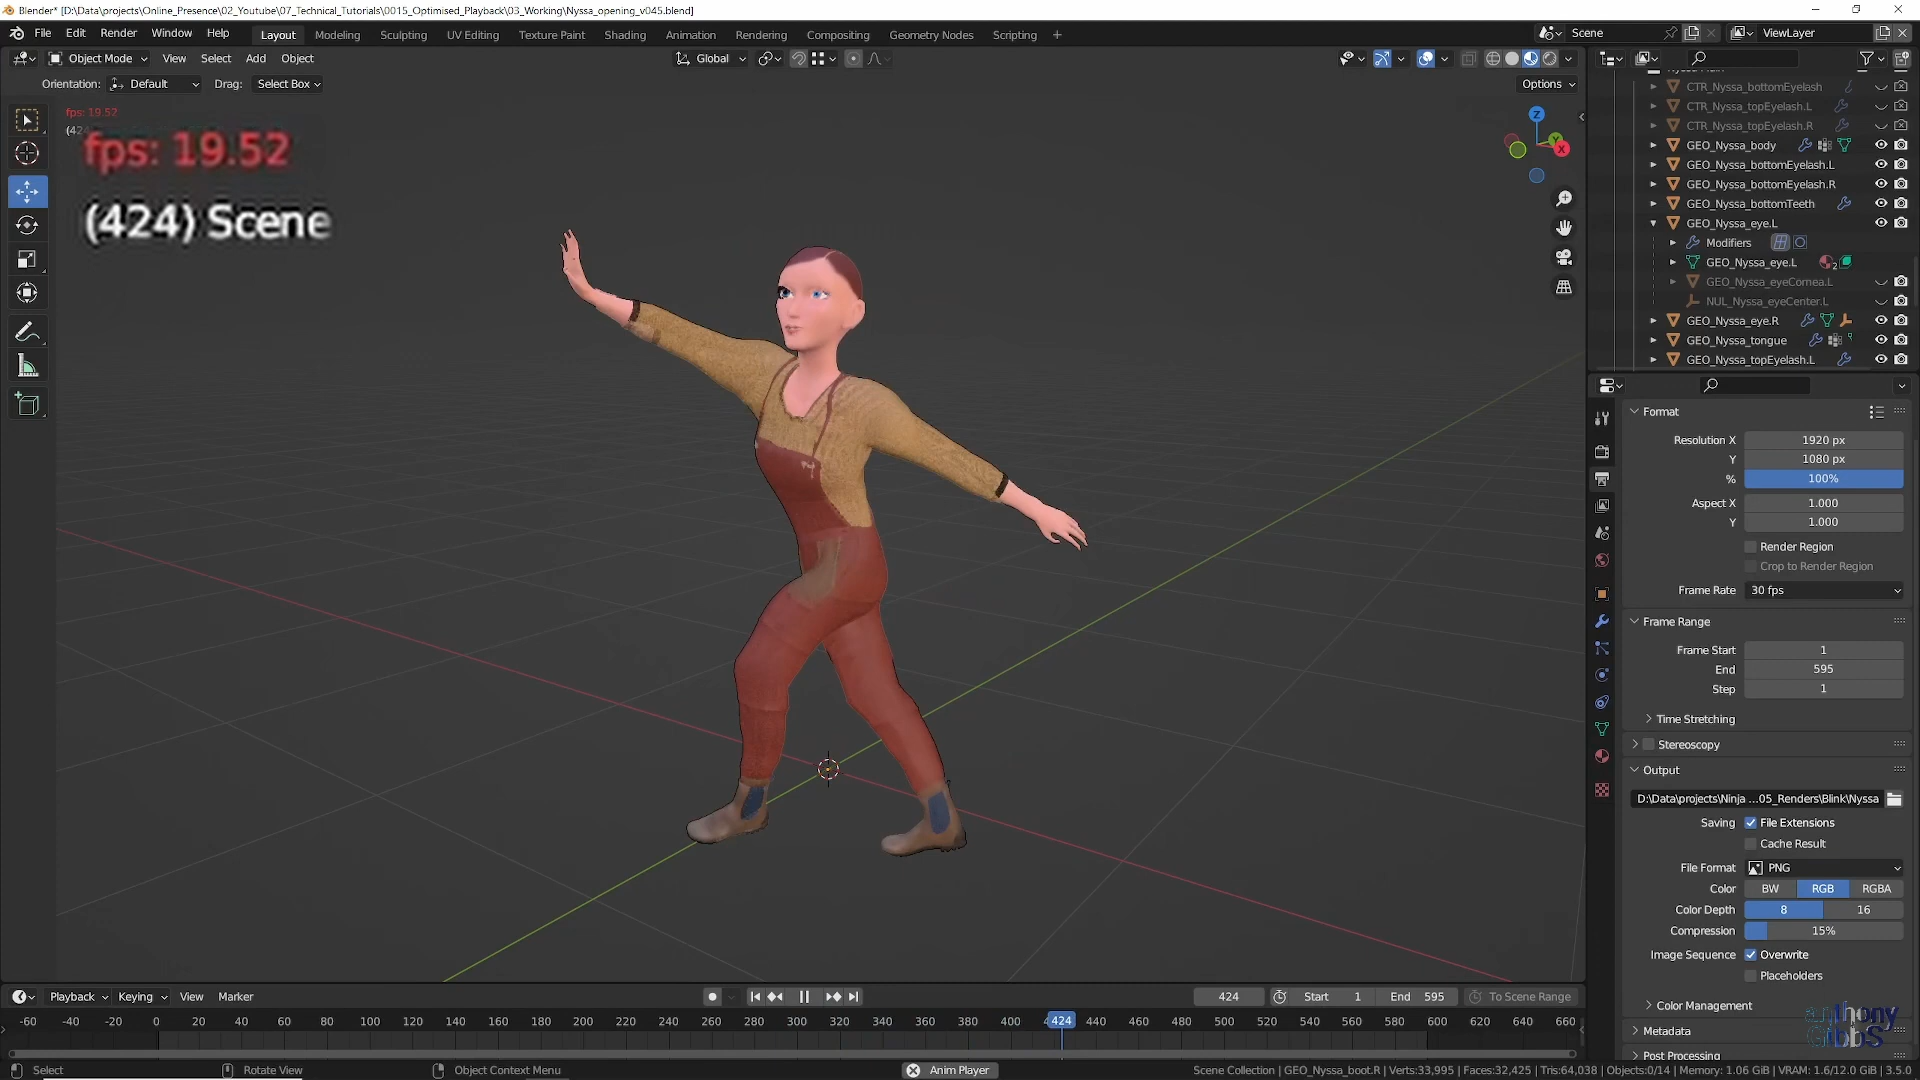 Blender* [D:\Data\projects\Online_Presence\02_Youtube\07_Technical_Tutorials\0015_Optimised_Playback\03_Working\Nyssa_opening_v045.blend]
File Edit Render Window Help Layout Modeling Sculpting UV Editing Texture Paint Shading Animation Rendering Compositing Geometry Nodes Scripting + Scene ViewLayer
Object Mode View Select Add Object Global
Orientation: Default Drag: Select Box Options
fps: 19.52
fps: 19.52
(424) Scene
Z
Y
X
CTR_Nyssa_bottomEyelash
CTR_Nyssa_topEyelash.L
CTR_Nyssa_topEyelash.R
GEO_Nyssa_body
GEO_Nyssa_bottomEyelash.L
GEO_Nyssa_bottomEyelash.R
GEO_Nyssa_bottomTeeth
GEO_Nyssa_eye.L
Modifiers
GEO_Nyssa_eye.L 2
GEO_Nyssa_eyeCornea.L
NUL_Nyssa_eyeCenter.L
GEO_Nyssa_eye.R
GEO_Nyssa_tongue
GEO_Nyssa_topEyelash.L
Format
Resolution X 1920 px
Y 1080 px
% 100%
Aspect X 1.000
Y 1.000
Render Region
Crop to Render Region
Frame Rate 30 fps
Frame Range
Frame Start 1
End 595
Step 1
Time Stretching
Stereoscopy
Output
D:\Data\projects\Ninja ...05_Renders\Blink\Nyssa
Saving File Extensions
Cache Result
File Format PNG
Color BW RGB RGBA
Color Depth 8 16
Compression 15%
Image Sequence Overwrite
Placeholders
Color Management
Metadata
Post Processing
anthony
GibbS
Playback Keying View Marker 424 Start 1 End 595 To Scene Range
-60 -40 -20 0 20 40 60 80 100 120 140 160 180 200 220 240 260 280 300 320 340 360 380 400 424 440 460 480 500 520 540 560 580 600 620 640 660
Select Rotate View Object Context Menu Anim Player Scene Collection | GEO_Nyssa_boot.R | Verts:33,995 | Faces:32,425 | Tris:64,038 | Objects:0/14 | Memory: 1.06 GiB | VRAM: 1.6/12.0 GiB | 3.5.0